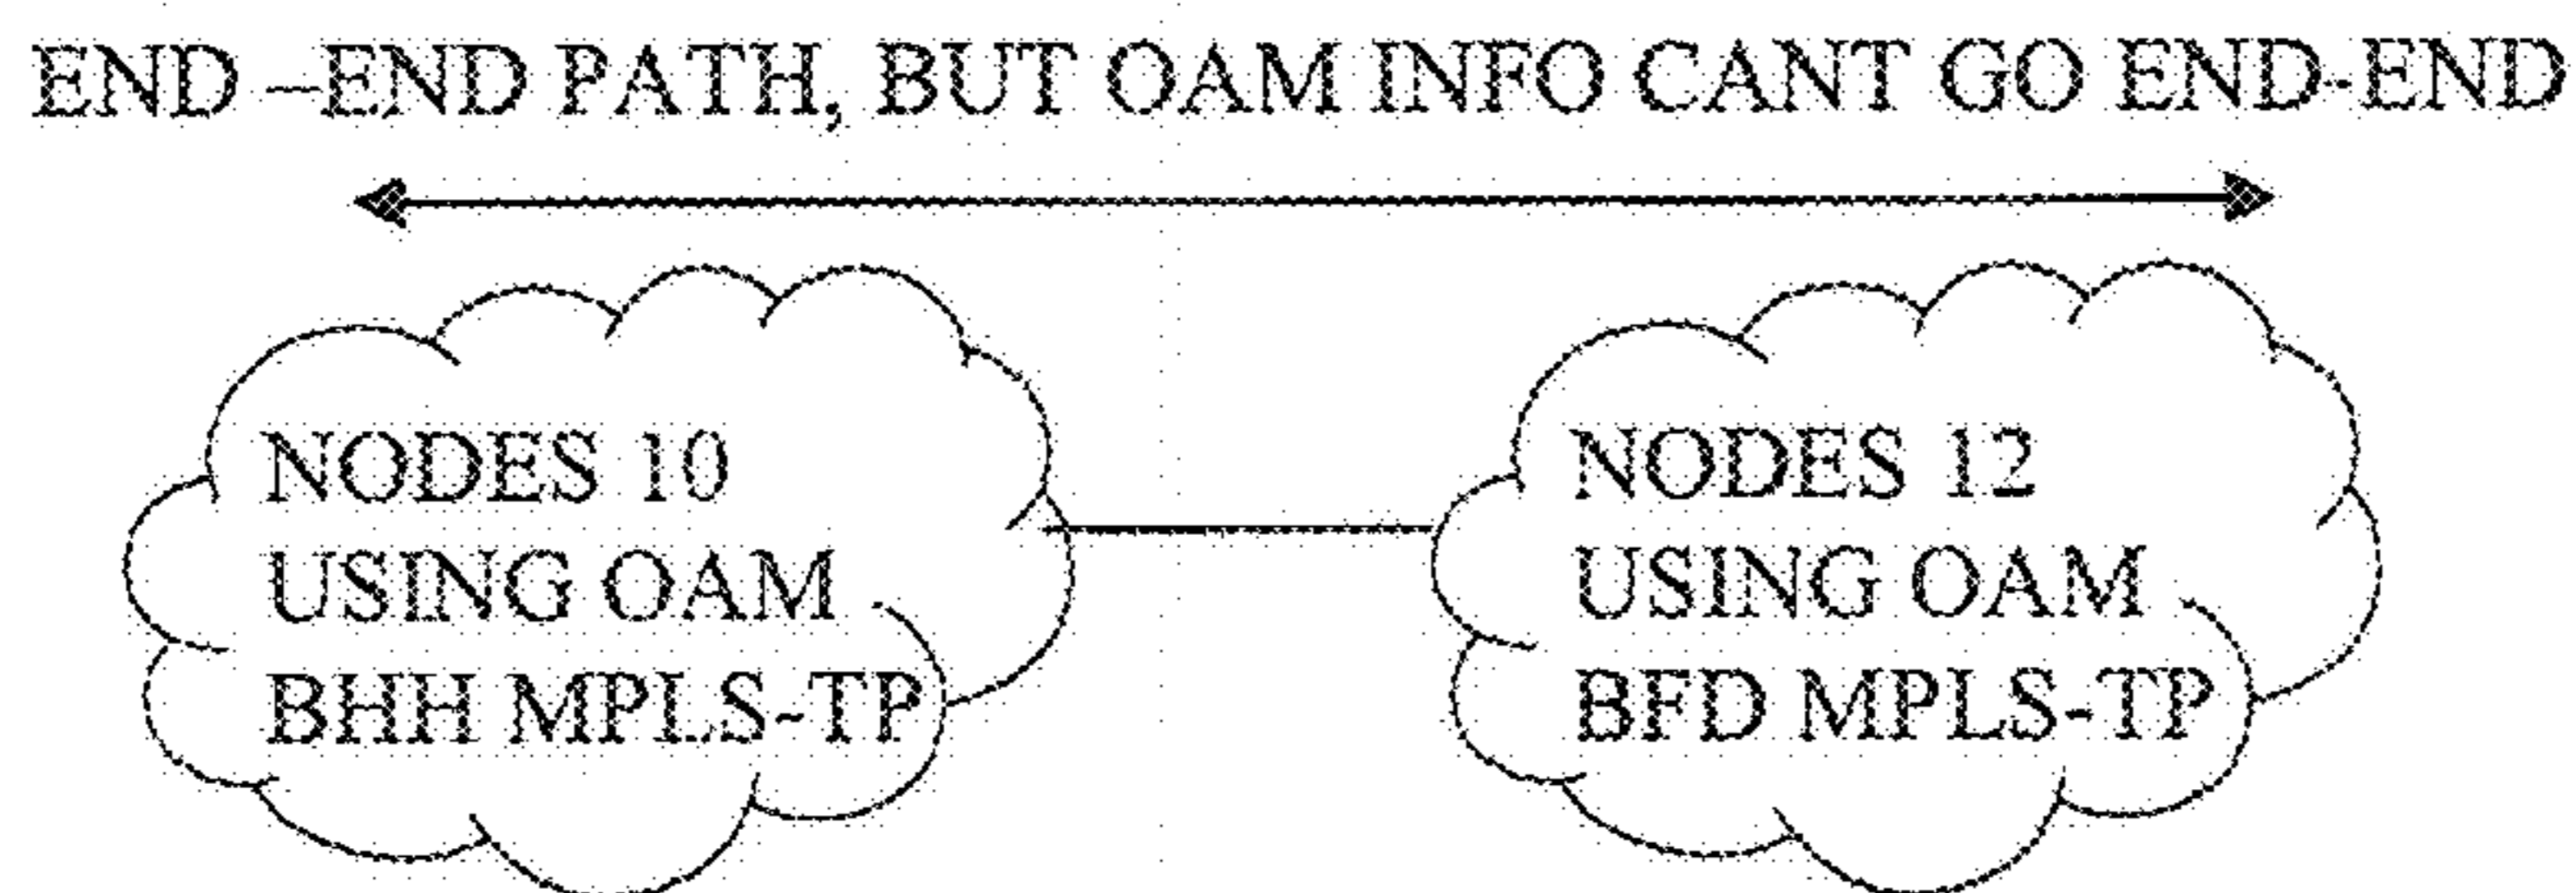 END –END PATH, BUT OAM INFO CANT GO END-END
NODES 10
USING OAM
BHH MPLS-TP
NODES 12
USING OAM
BFD MPLS-TP